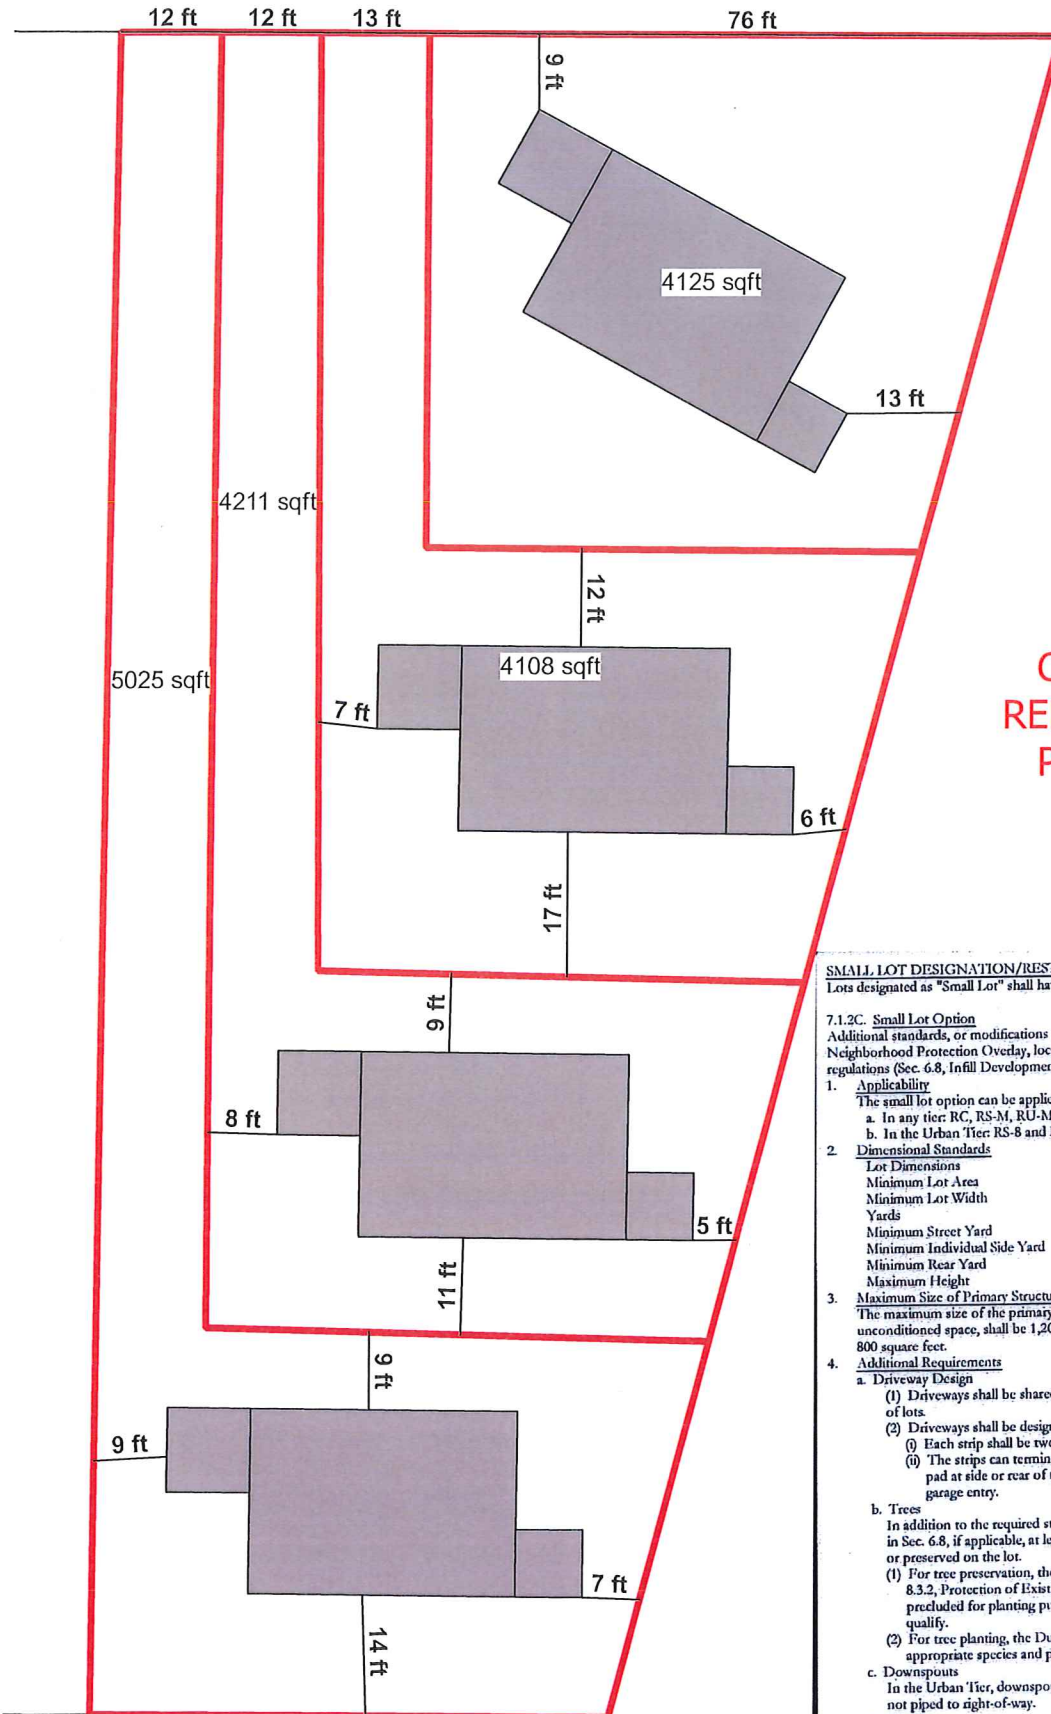 12 ft 12 ft 13 ft 76 ft
9 ft
4125 sqft
13 ft
4211 sqft
12 ft
4108 sqft
5025 sqft
7 ft
6 ft
17 ft
9 ft
8 ft
5 ft
11 ft
9 ft
9 ft
7 ft
14 ft
RE
P
SMALL LOT DESIGNATION/REST
Lots designated as "Small Lot" shall ha
7.1.2C. Small Lot Option
Additional standards, or modifications
Neighborhood Protection Overlay, loc
regulations (Sec. 6.8, Infill Developmen
1. Applicability
The small lot option can be applic
a. In any tier: RC, RS-M, RU-M
b. In the Urban Tier: RS-8 and
2. Dimensional Standards
Lot Dimensions
Minimum Lot Area
Minimum Lot Width
Yards
Minimum Street Yard
Minimum Individual Side Yard
Minimum Rear Yard
Maximum Height
3. Maximum Size of Primary Structu
The maximum size of the primary
unconditioned space, shall be 1,20
800 square feet.
4. Additional Requirements
a. Driveway Design
(1) Driveways shall be share
of lots.
(2) Driveways shall be design
(i) Each strip shall be two
(ii) The strips can termin
pad at side or rear of
garage entry.
b. Trees
In addition to the required st
in Sec. 6.8, if applicable, at le
or preserved on the lot.
(1) For tree preservation, the
8.3.2, Protection of Exist
precluded for planting pu
qualify.
(2) For tree planting, the Du
appropriate species and p
c. Downspouts
In the Urban Tier, downspou
not piped to right-of-way.